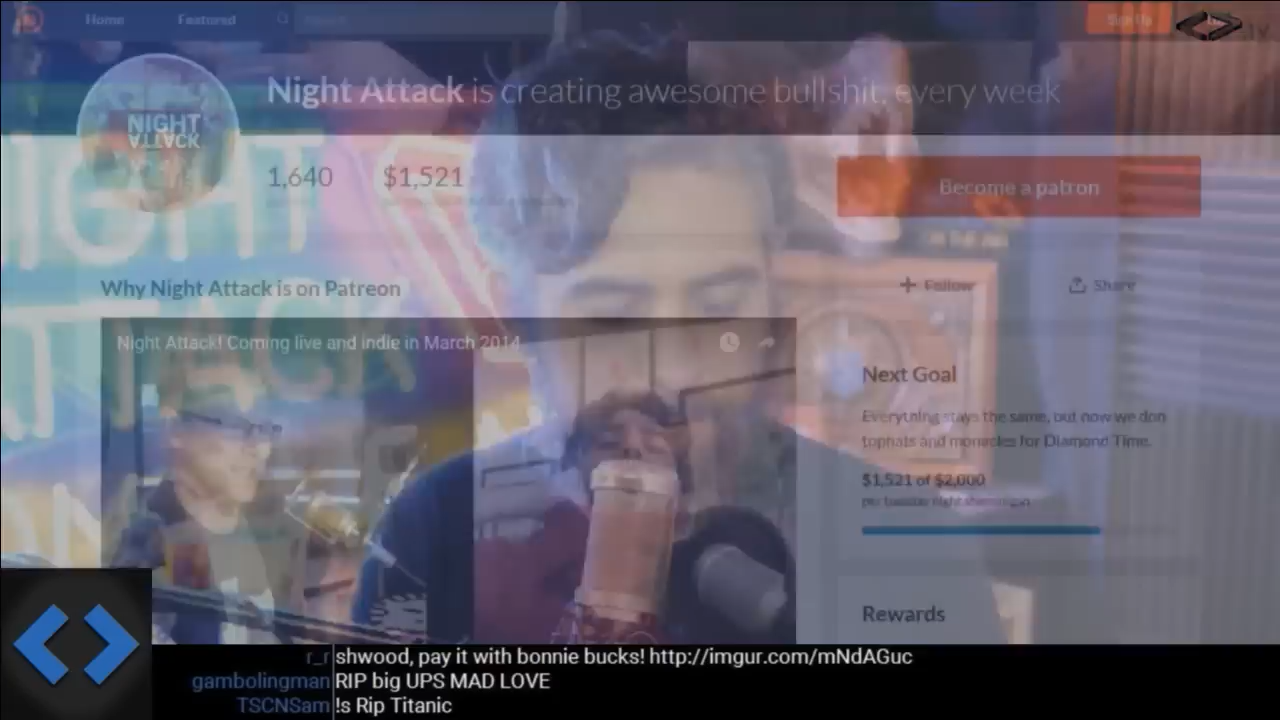 Home Featured Sign Up
Night Attack is creating awesome bullshit, every week
NIGHT
ATTACK
1,640 $1,521
Become a patron
Why Night Attack is on Patreon
Follow Share
Night Attack! Coming live and indie in March 2014
Next Goal
Everything stays the same, but now we don
tophats and monacles for Diamond Time.
$1,521 of $2,000
Rewards
r_r shwood, pay it with bonnie bucks! http://imgur.com/mNdAGuc
gambolingman RIP big UPS MAD LOVE
TSCNSam !s Rip Titanic